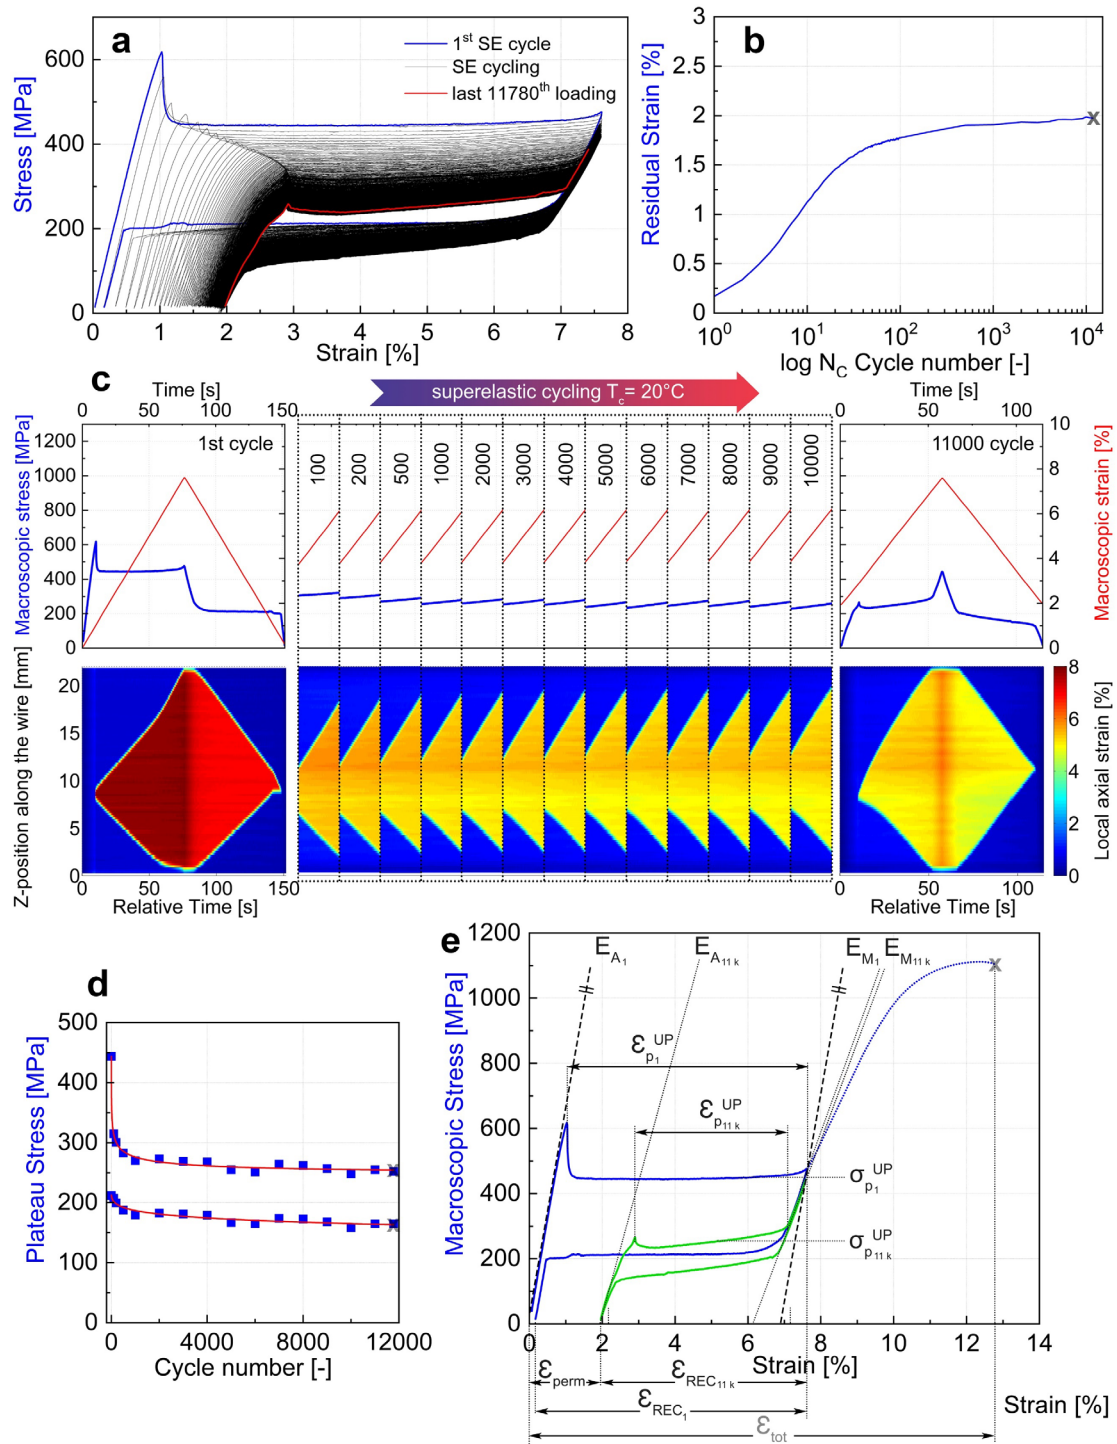 a
Stress [MPa]
600
400
200
0
0 1 2 3 4 5 6 7 8
Strain [%]
1st SE cycle
SE cycling
last 11780th loading
b
Residual Strain [%]
3
2.5
2
1.5
1
0.5
0
10^0 10^1 10^2 10^3 10^4
log N_C Cycle number [-]
x
c
superelastic cycling T_c= 20°C
Time [s]
0 50 100 150
1st cycle
Macroscopic stress [MPa]
1200
1000
800
600
400
200
0
100 200 500 1000 2000 3000 4000 5000 6000 7000 8000 9000 10000
Time [s]
0 50 100
11000 cycle
10
8
6
4
2
0
Macroscopic strain [%]
Z-position along the wire [mm]
20
15
10
5
0
0 50 100 150
Relative Time [s]
0 50 100
Relative Time [s]
8
6
4
2
0
Local axial strain [%]
d
Plateau Stress [MPa]
500
400
300
200
100
0
0 4000 8000 12000
Cycle number [-]
x
x
e
Macroscopic Stress [MPa]
1200
1000
800
600
400
200
0
0 2 4 6 8 10 12 14
Strain [%]
E_A1
E_A11k
E_M1
E_M11k
x
ε_p1^UP
ε_p11k^UP
σ_p1^UP
σ_p11k^UP
ε_perm
ε_REC11k
ε_REC1
Strain [%]
ε_tot